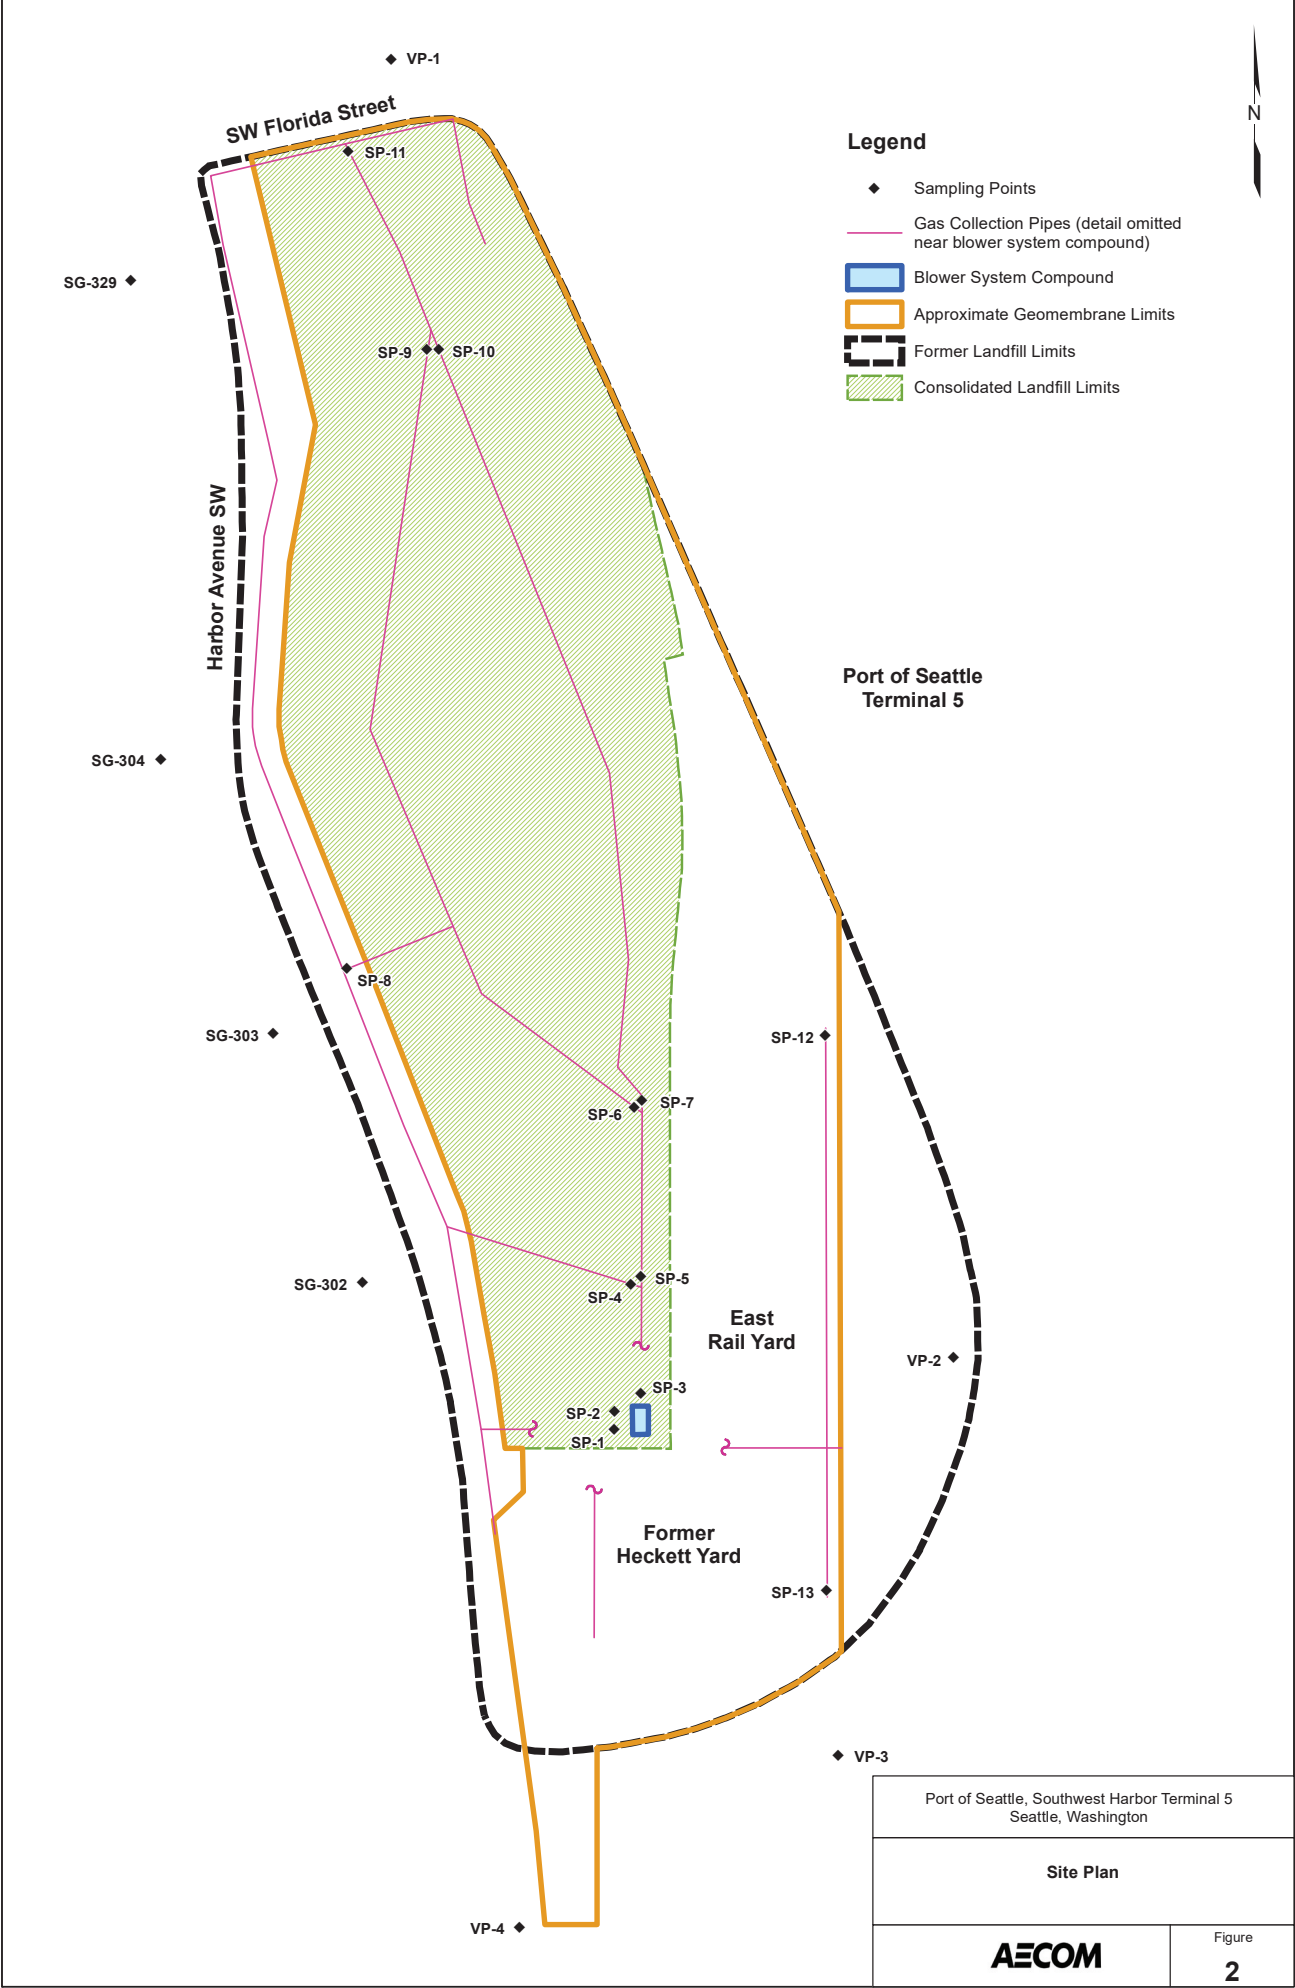 VP-1
SW Florida Street
SP-11
N
Legend
Sampling Points
Gas Collection Pipes (detail omitted
near blower system compound)
Blower System Compound
Approximate Geomembrane Limits
Former Landfill Limits
Consolidated Landfill Limits
SG-329
SP-9
SP-10
Harbor Avenue SW
Port of Seattle
Terminal 5
SG-304
SP-8
SG-303
SP-12
SP-7
SP-6
SG-302
SP-5
SP-4
East
Rail Yard
VP-2
SP-3
SP-2
SP-1
Former
Heckett Yard
SP-13
VP-3
Port of Seattle, Southwest Harbor Terminal 5
Seattle, Washington
Site Plan
VP-4
AECOM
Figure
2